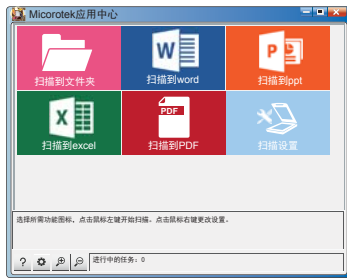 Micorotek应用中心
扫描到文件夹
W
扫描到word
P
扫描到ppt
X
扫描到excel
PDF
扫描到PDF
扫描设置
选择所需功能图标，点击鼠标左键开始扫描。点击鼠标右键更改设置。
?
进行中的任务：0